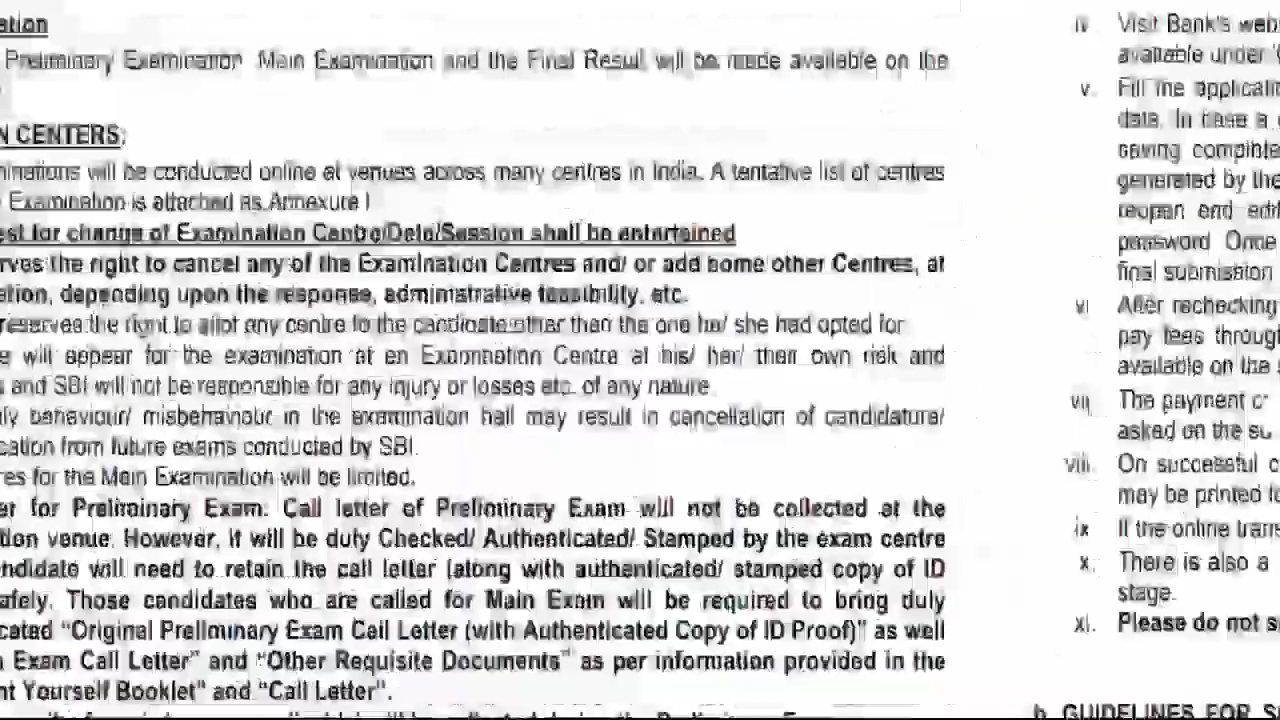 ation
Preliminary Examination Main Examination and the Final Result will be made available on the
N CENTERS:
minations will be conducted online at venues across many centres in India. A tentative list of centres
Examination is attached as Annexure I
est for change of Examination Centre/Date/Session shall be entertained
rves the right to cancel any of the Examination Centres and/ or add some other Centres, at
etion, depending upon the response, administrative feasibility, etc.
reserves the right to allot any centre to the candidate other than the one he/ she had opted for
e will appear for the examination at an Examination Centre at his/ her/ their own risk and
s and SBI will not be responsible for any injury or losses etc. of any nature.
ly behaviour/ misbehaviour in the examination hall may result in cancellation of candidature/
cation from future exams conducted by SBI.
res for the Main Examination will be limited.
er for Preliminary Exam: Call letter of Preliminary Exam will not be collected at the
tion venue. However, it will be duly Checked/ Authenticated/ Stamped by the exam centre
ndidate will need to retain the call letter (along with authenticated/ stamped copy of ID
afely. Those candidates who are called for Main Exam will be required to bring duly
cated "Original Preliminary Exam Call Letter (with Authenticated Copy of ID Proof)" as well
n Exam Call Letter" and "Other Requisite Documents" as per information provided in the
nt Yourself Booklet" and "Call Letter".
iv. Visit Bank's web
available under
v. Fill the applicati
data. In case a
saving complete
generated by the
reopen and edit
password Once
final submission
vi After rechecking
pay fees through
available on the
vii The payment
asked on the su
viii. On successful c
may be printed
ix If the online tran
x. There is also a
stage.
xi. Please do not s
b. GUIDELINES FOR S